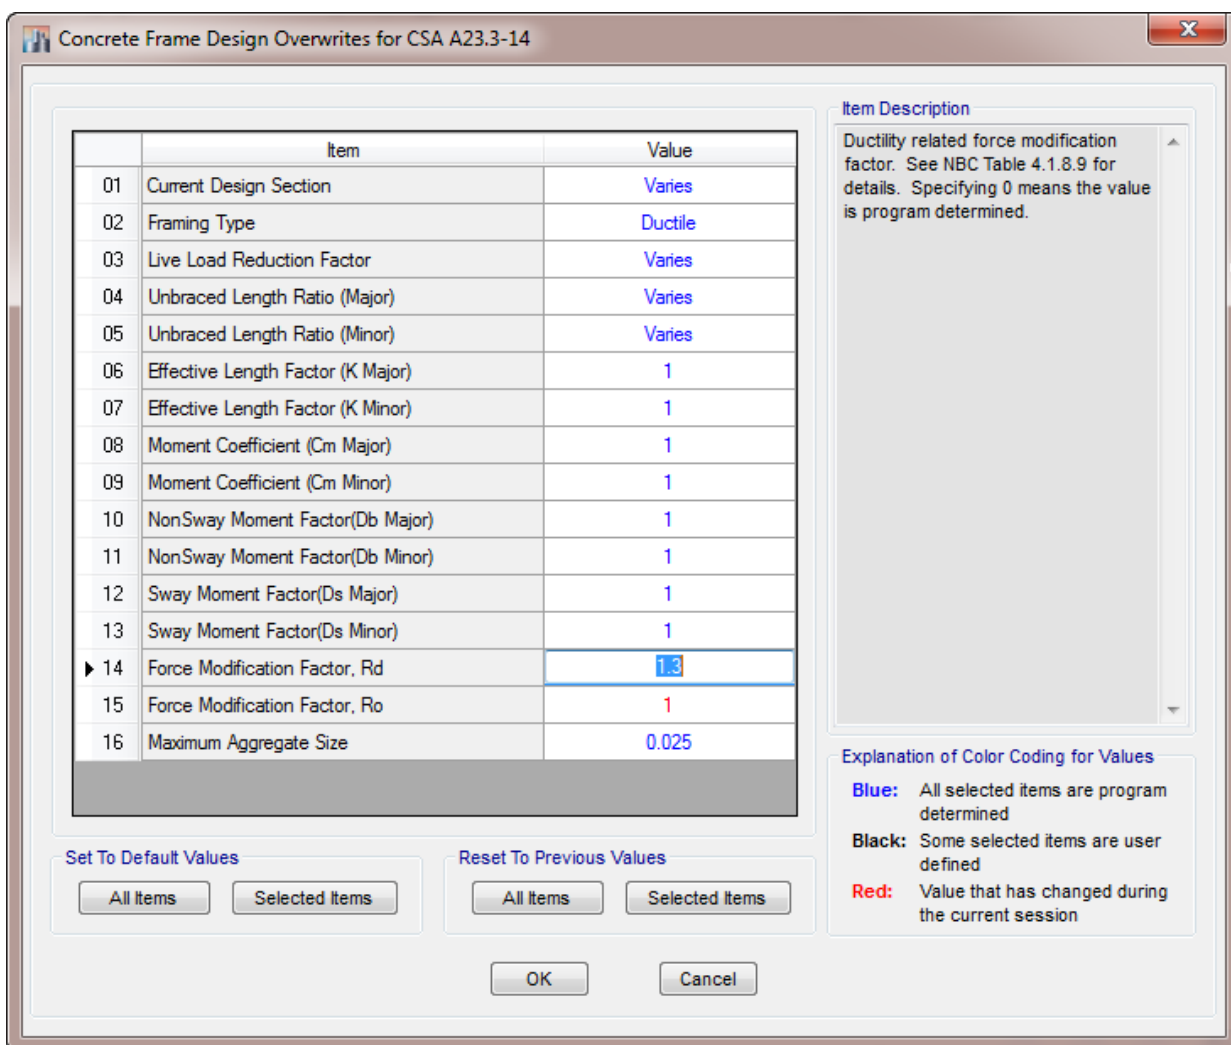 Concrete Frame Design Overwrites for CSA A23.3-14
Item Value
01 Current Design Section Varies
02 Framing Type Ductile
03 Live Load Reduction Factor Varies
04 Unbraced Length Ratio (Major) Varies
05 Unbraced Length Ratio (Minor) Varies
06 Effective Length Factor (K Major) 1
07 Effective Length Factor (K Minor) 1
08 Moment Coefficient (Cm Major) 1
09 Moment Coefficient (Cm Minor) 1
10 NonSway Moment Factor(Db Major) 1
11 NonSway Moment Factor(Db Minor) 1
12 Sway Moment Factor(Ds Major) 1
13 Sway Moment Factor(Ds Minor) 1
14 Force Modification Factor, Rd 1.3
15 Force Modification Factor, Ro 1
16 Maximum Aggregate Size 0.025
Item Description
Ductility related force modification
factor. See NBC Table 4.1.8.9 for
details. Specifying 0 means the value
is program determined.
Explanation of Color Coding for Values
Blue: All selected items are program
determined
Black: Some selected items are user
defined
Red: Value that has changed during
the current session
Set To Default Values
All Items Selected Items
Reset To Previous Values
All Items Selected Items
OK Cancel